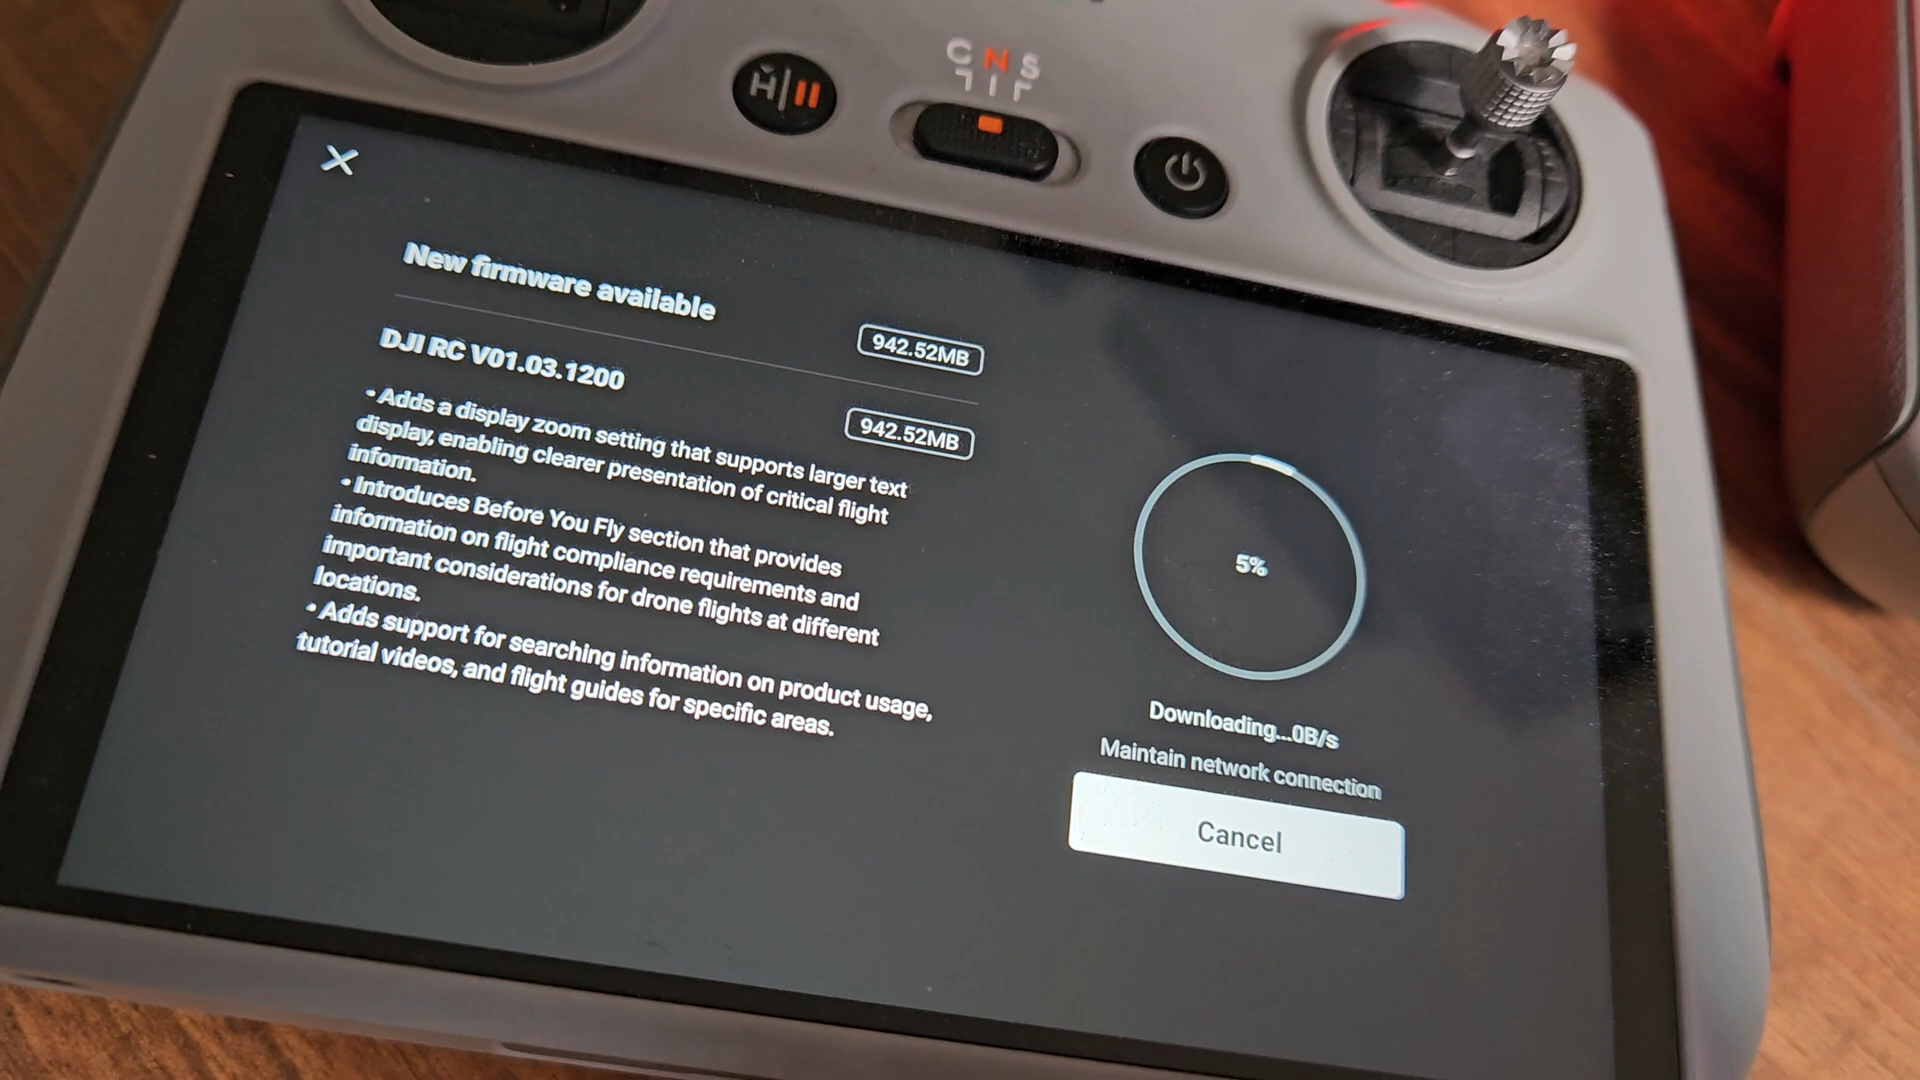 C N S
New firmware available
942.52MB
DJI RC V01.03.1200
942.52MB
• Adds a display zoom setting that supports larger text
display, enabling clearer presentation of critical flight
information.
• Introduces Before You Fly section that provides
information on flight compliance requirements and
important considerations for drone flights at different
locations.
• Adds support for searching information on product usage,
tutorial videos, and flight guides for specific areas.
5%
Downloading...0B/s
Maintain network connection
Cancel